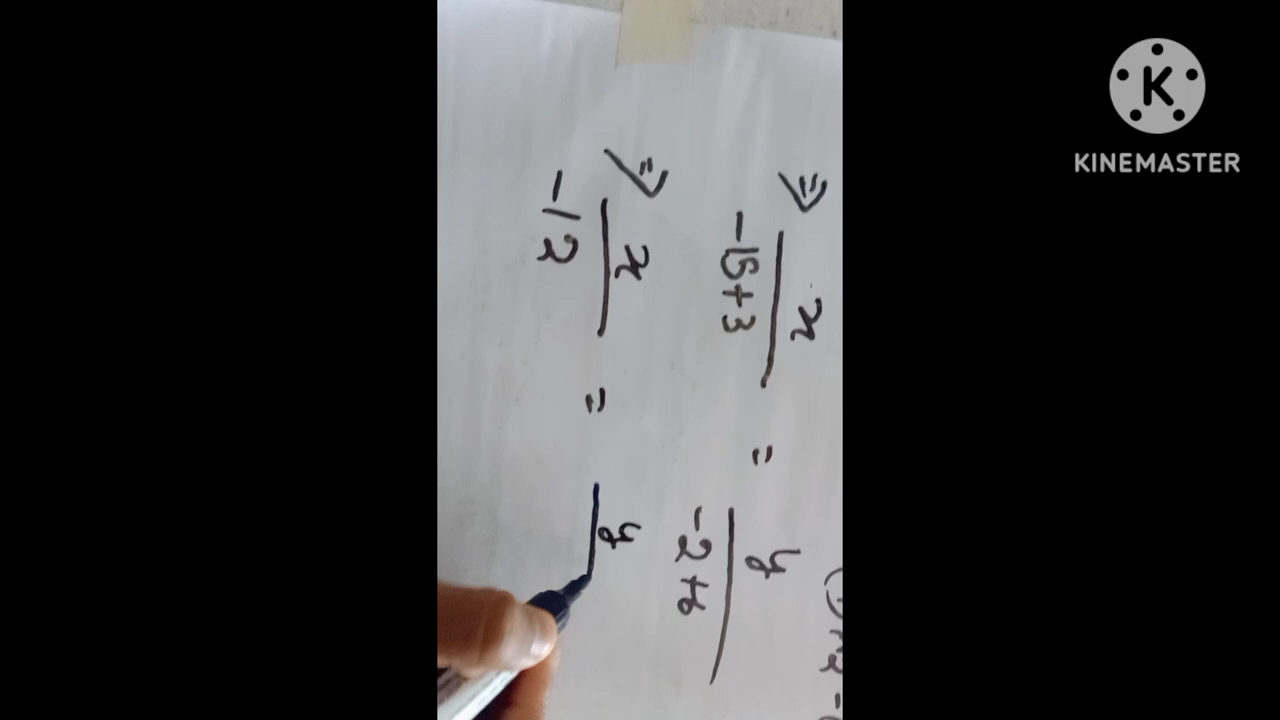 ⇒ x/(-15+3) = y/(-2+6)
⇒ x/(-12) = y/
K
KINEMASTER